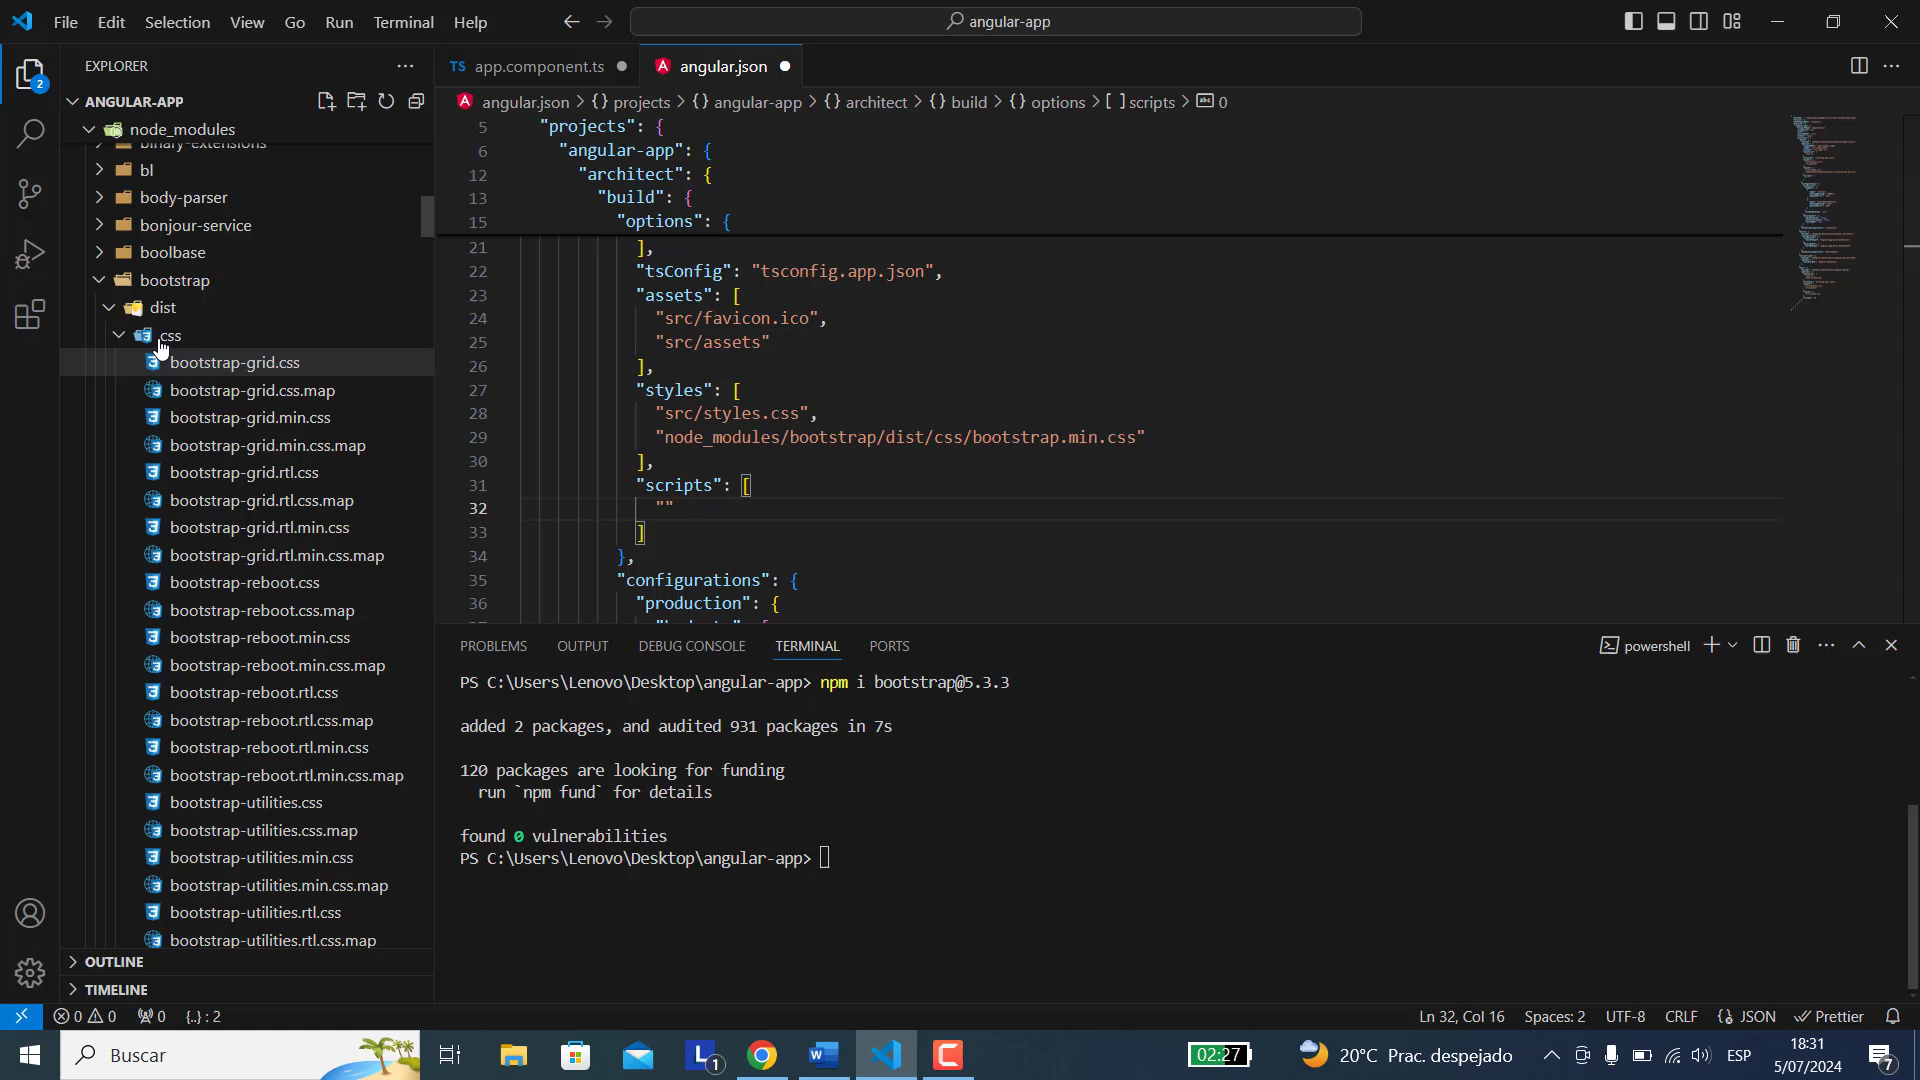 File Edit Selection View Go Run Terminal Help
angular-app
EXPLORER
ANGULAR-APP
node_modules
binary-extensions
bl
body-parser
bonjour-service
boolbase
bootstrap
dist
css
bootstrap-grid.css
bootstrap-grid.css.map
bootstrap-grid.min.css
bootstrap-grid.min.css.map
bootstrap-grid.rtl.css
bootstrap-grid.rtl.css.map
bootstrap-grid.rtl.min.css
bootstrap-grid.rtl.min.css.map
bootstrap-reboot.css
bootstrap-reboot.css.map
bootstrap-reboot.min.css
bootstrap-reboot.min.css.map
bootstrap-reboot.rtl.css
bootstrap-reboot.rtl.css.map
bootstrap-reboot.rtl.min.css
bootstrap-reboot.rtl.min.css.map
bootstrap-utilities.css
bootstrap-utilities.css.map
bootstrap-utilities.min.css
bootstrap-utilities.min.css.map
bootstrap-utilities.rtl.css
bootstrap-utilities.rtl.css.map
OUTLINE
TIMELINE
TS app.component.ts angular.json
angular.json > {} projects > {} angular-app > {} architect > {} build > {} options > [ ] scripts > abc 0
5 "projects": {
6 "angular-app": {
12 "architect": {
13 "build": {
15 "options": {
21 ],
22 "tsConfig": "tsconfig.app.json",
23 "assets": [
24 "src/favicon.ico",
25 "src/assets"
26 ],
27 "styles": [
28 "src/styles.css",
29 "node_modules/bootstrap/dist/css/bootstrap.min.css"
30 ],
31 "scripts": [
32 ""
33 ]
34 },
35 "configurations": {
36 "production": {
PROBLEMS OUTPUT DEBUG CONSOLE TERMINAL PORTS
powershell
PS C:\Users\Lenovo\Desktop\angular-app> npm i bootstrap@5.3.3
added 2 packages, and audited 931 packages in 7s
120 packages are looking for funding
run `npm fund` for details
found 0 vulnerabilities
PS C:\Users\Lenovo\Desktop\angular-app>
2
0 0 0 {..} : 2
Ln 32, Col 16 Spaces: 2 UTF-8 CRLF {} JSON Prettier
Buscar
L 1
02:27
20°C Prac. despejado
ESP
18:31
5/07/2024
7